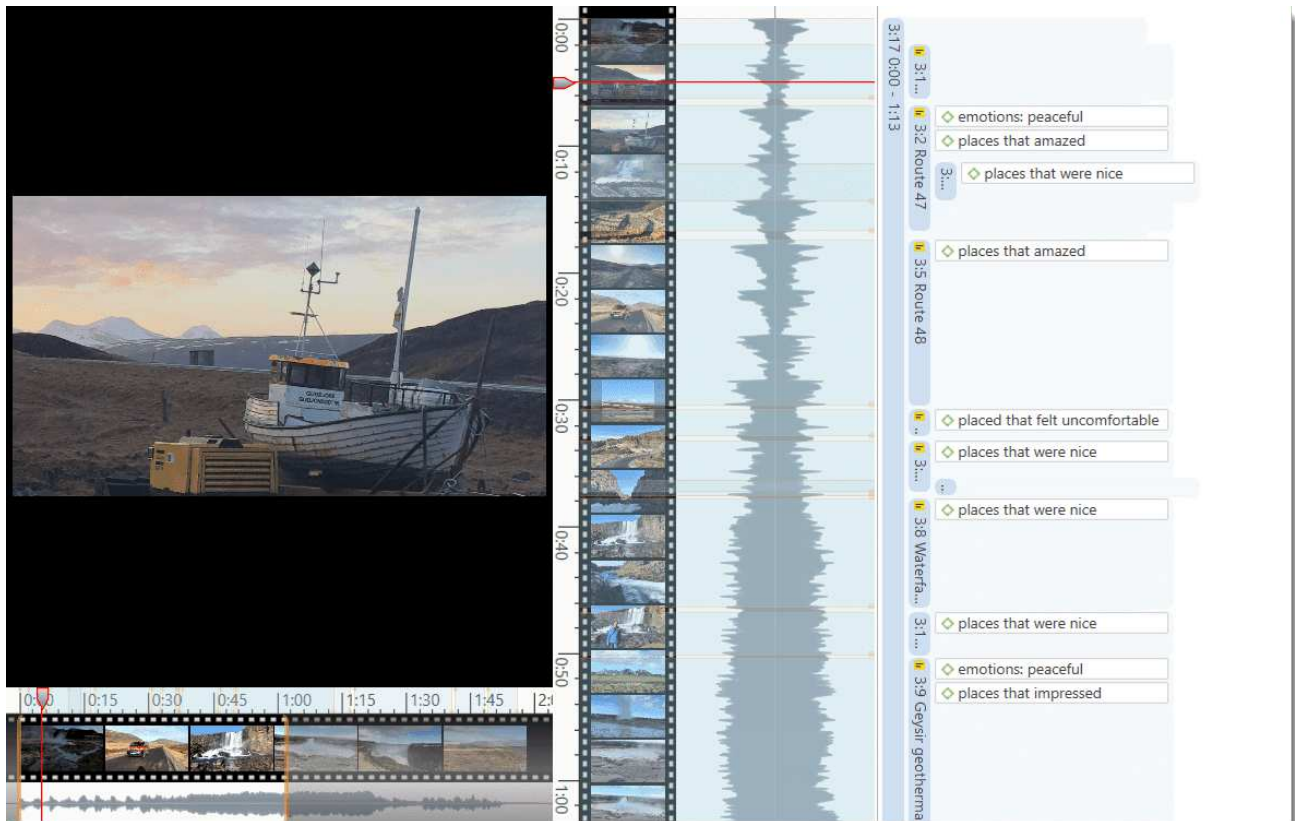 0:00
0:10
0:20
0:30
0:40
0:50
1:00
3:17 0:00 - 1:13
3:1...
3:2 Route 47
emotions: peaceful
places that amazed
3:...
places that were nice
3:5 Route 48
places that amazed
..
placed that felt uncomfortable
3:...
places that were nice
..
3:8 Waterfa...
places that were nice
3:1...
places that were nice
3:9 Geysir geotherma
emotions: peaceful
places that impressed
0:00
0:15
0:30
0:45
1:00
1:15
1:30
1:45
2:0